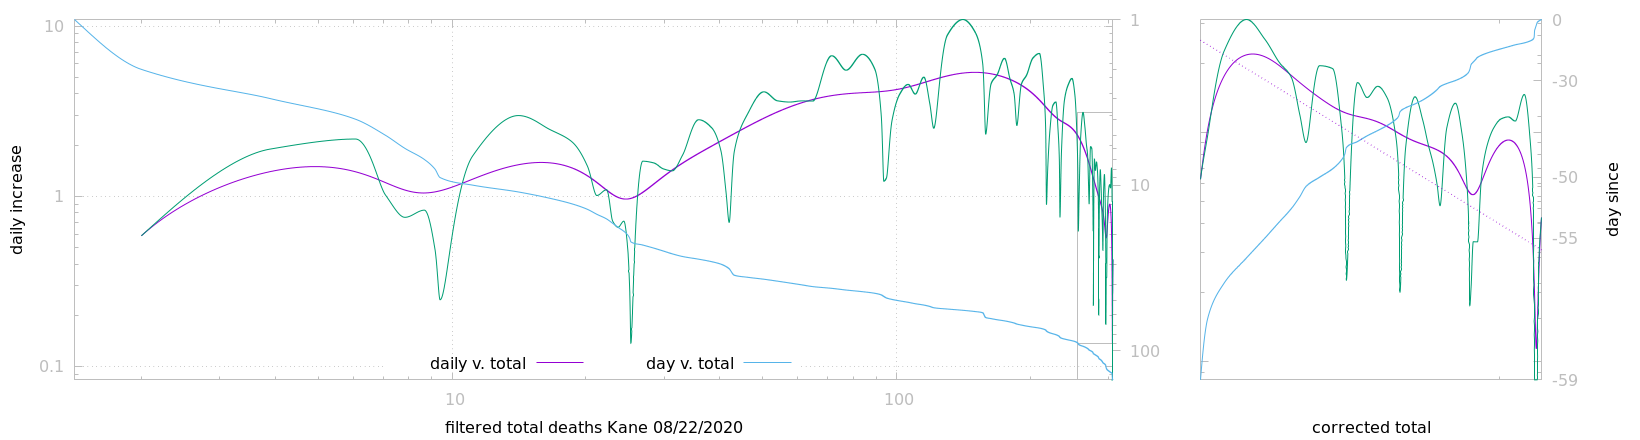 10
1
0.1
daily increase
daily v. total
day v. total
10
100
filtered total deaths Kane 08/22/2020
1
10
100
0
-30
-50
-55
-59
day since
corrected total